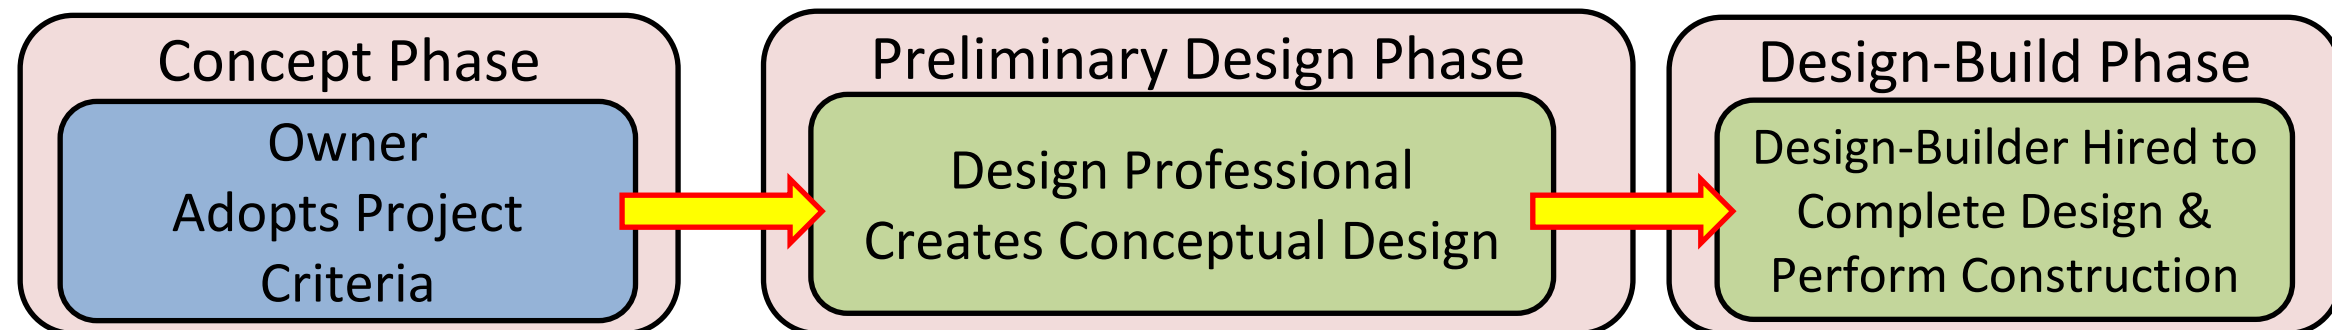 Concept Phase
Owner
Adopts Project
Criteria
Preliminary Design Phase
Design Professional
Creates Conceptual Design
Design-Build Phase
Design-Builder Hired to
Complete Design &
Perform Construction